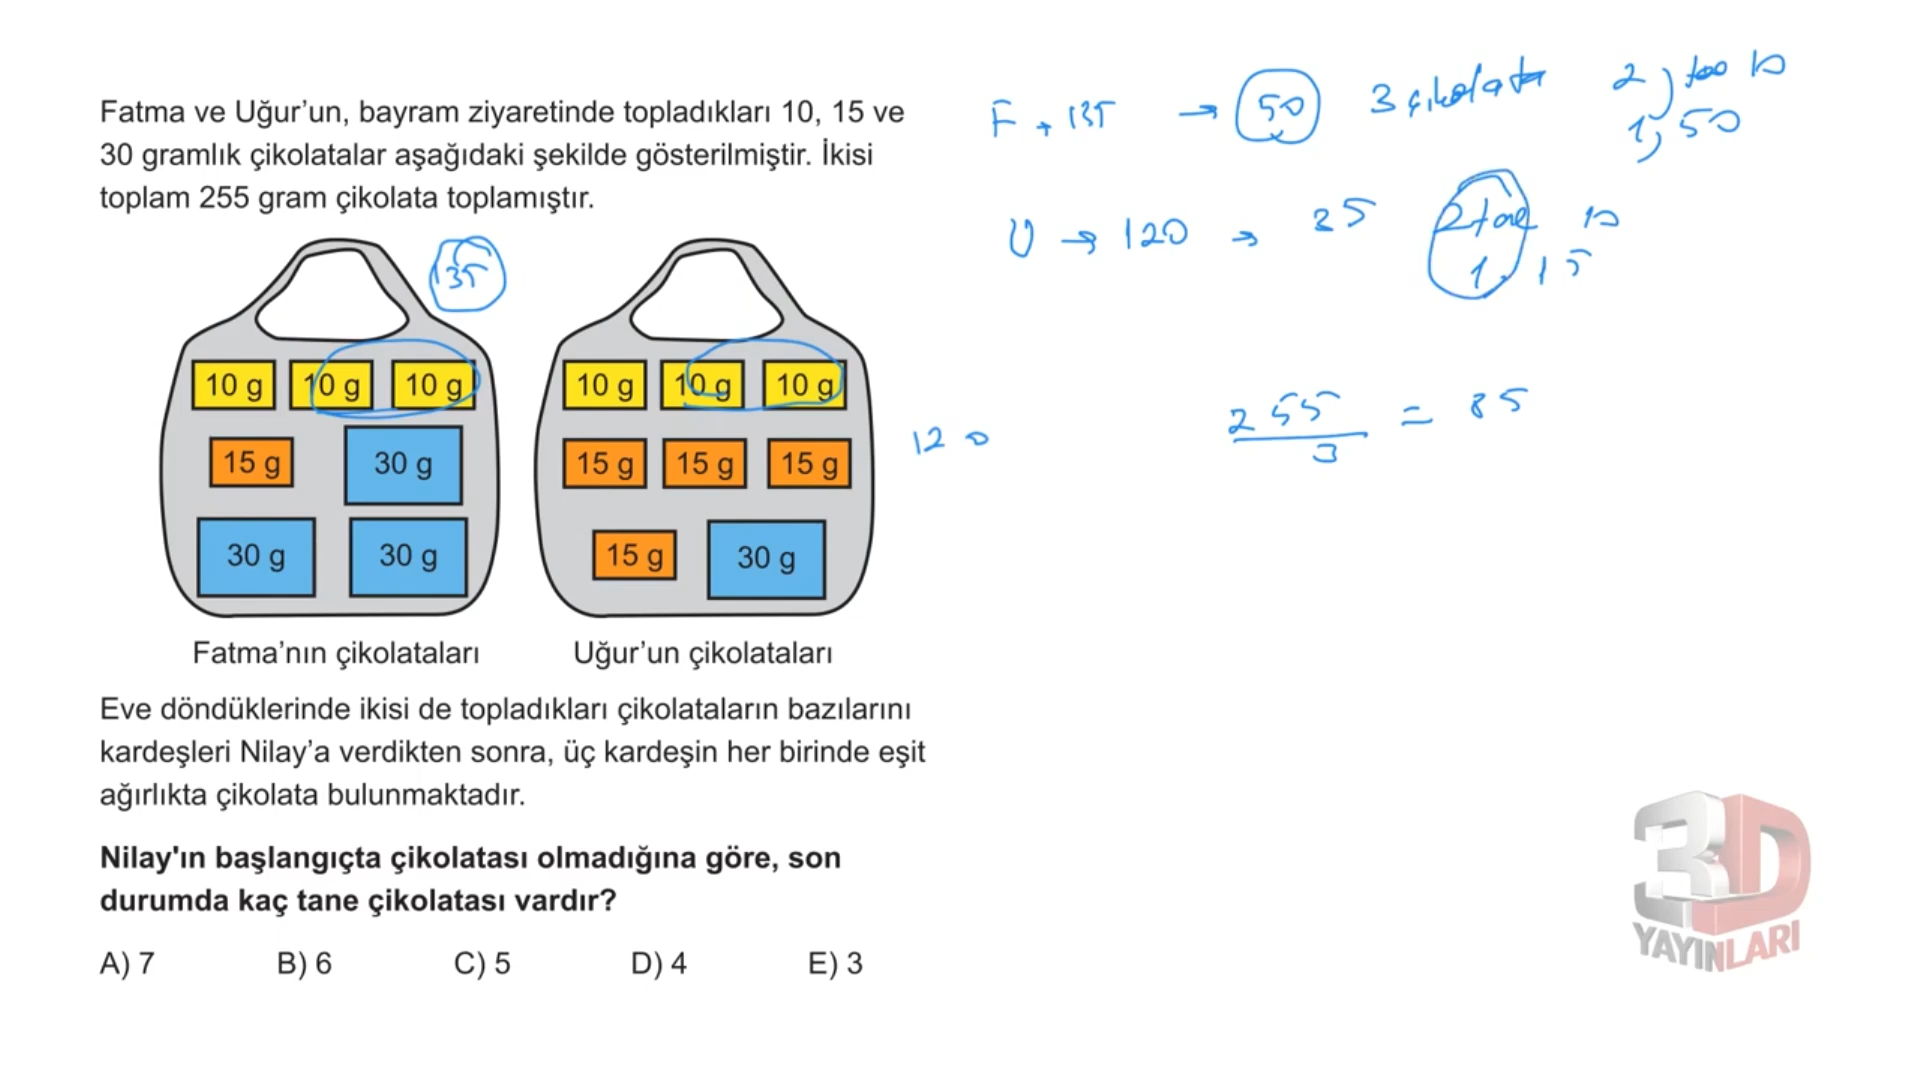 Fatma ve Uğur’un, bayram ziyaretinde topladıkları 10, 15 ve
30 gramlık çikolatalar aşağıdaki şekilde gösterilmiştir. İkisi
toplam 255 gram çikolata toplamıştır.
F → 135 → 50 3 çikolata 2, 10
1, 50
U → 120 → 35 2 tane 10
1. 15
135
10 g 10 g 10 g
15 g 30 g
30 g 30 g
10 g 10 g 10 g
15 g 15 g 15 g
15 g 30 g
120
255
3
= 85
Fatma’nın çikolataları
Uğur’un çikolataları
Eve döndüklerinde ikisi de topladıkları çikolataların bazılarını
kardeşleri Nilay’a verdikten sonra, üç kardeşin her birinde eşit
ağırlıkta çikolata bulunmaktadır.
Nilay'ın başlangıçta çikolatası olmadığına göre, son
durumda kaç tane çikolatası vardır?
A) 7 B) 6 C) 5 D) 4 E) 3
3D
YAYINLARI